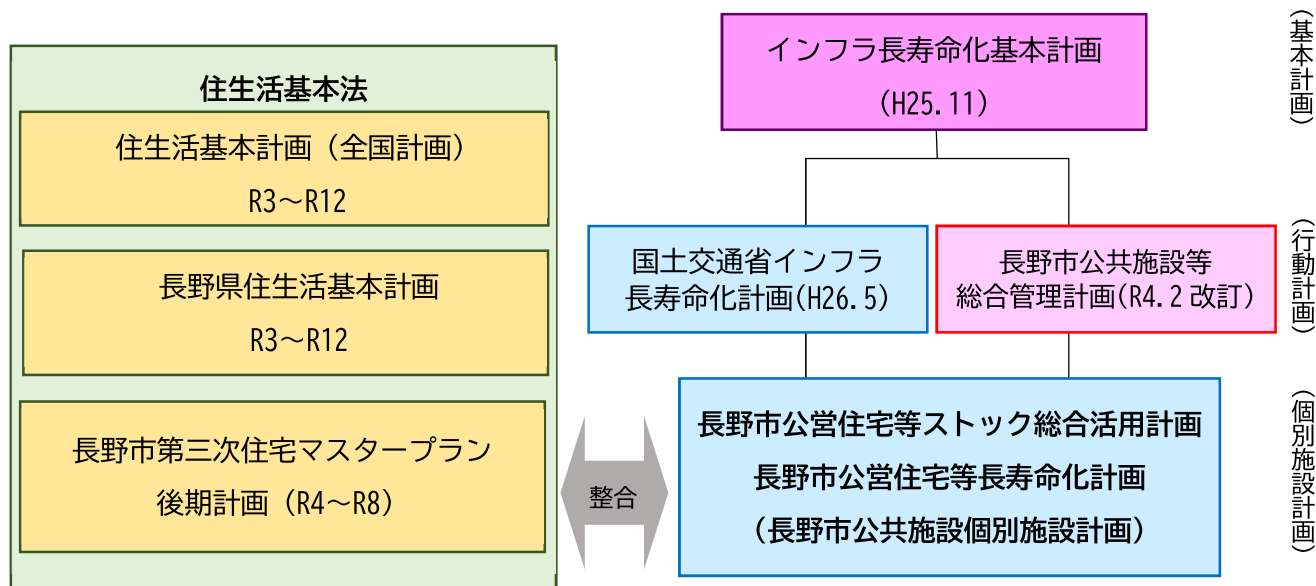 住生活基本法
住生活基本計画（全国計画）
R3～R12
長野県住生活基本計画
R3～R12
長野市第三次住宅マスタープラン
後期計画（R4～R8）
整合
インフラ長寿命化基本計画
（H25.11）
国土交通省インフラ
長寿命化計画(H26.5)
長野市公共施設等
総合管理計画(R4.2 改訂)
長野市公営住宅等ストック総合活用計画
長野市公営住宅等長寿命化計画
（長野市公共施設個別施設計画）
（基本計画）
（行動計画）
（個別施設計画）